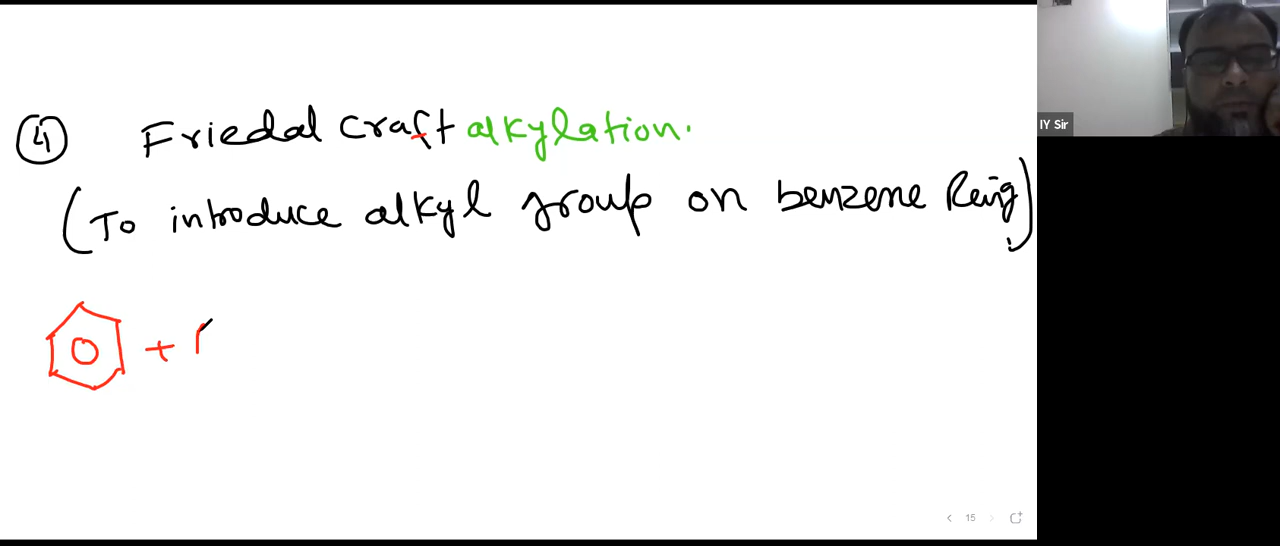 4 Friedal craft alkylation.
(To introduce alkyl group on benzene Ring)
+
IY Sir
15